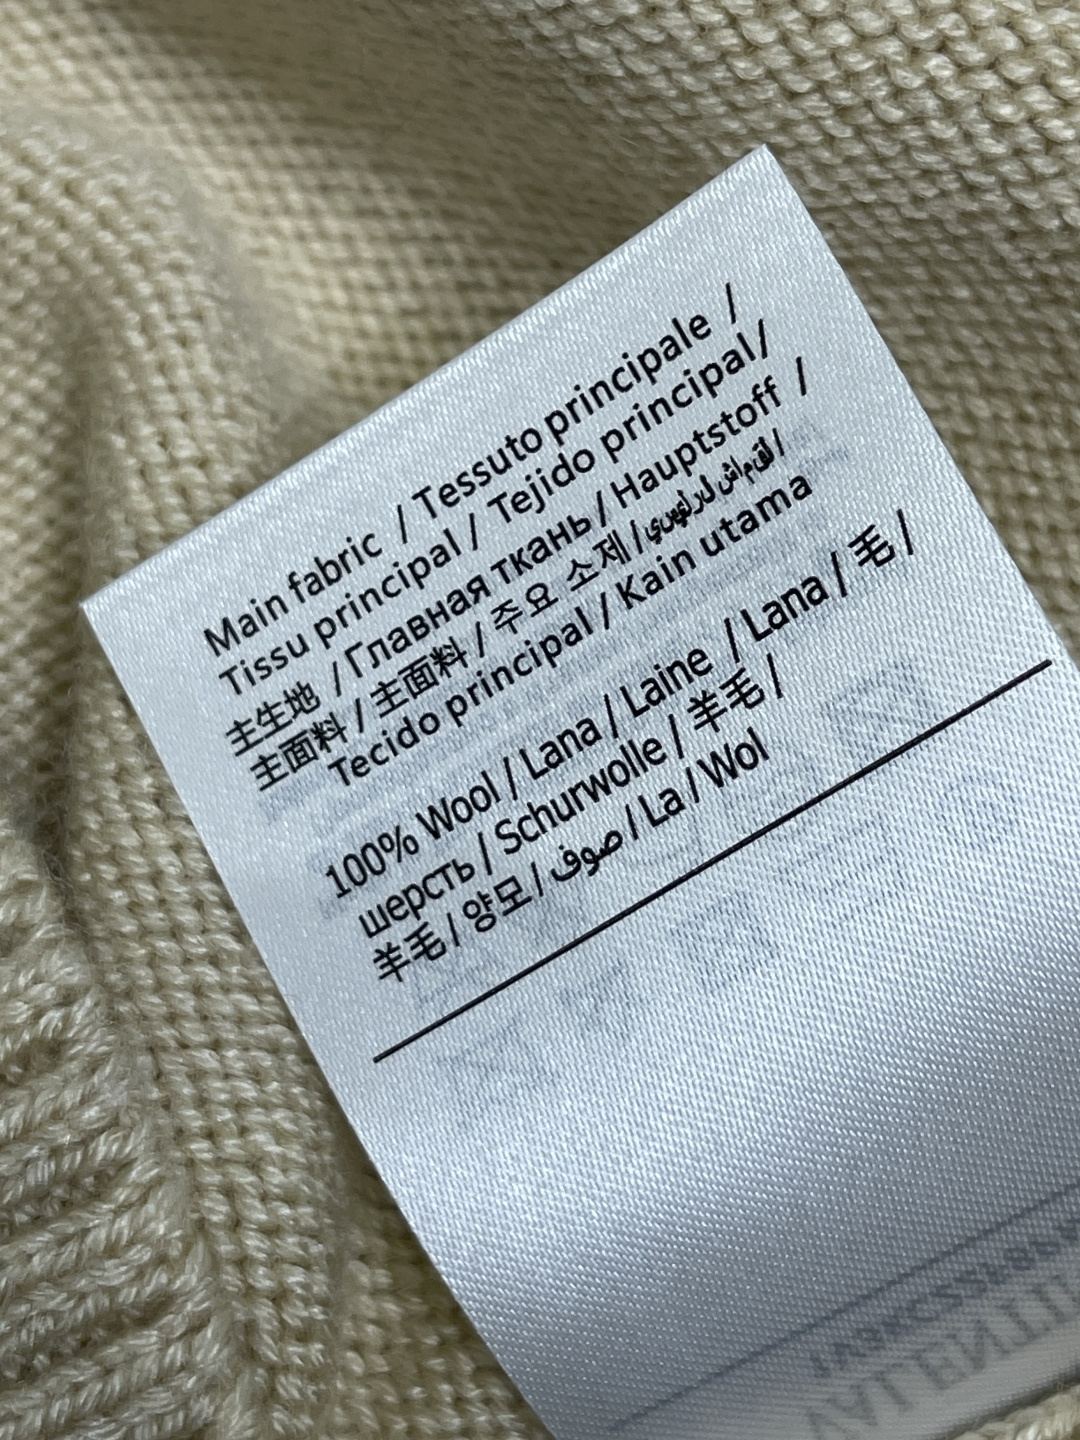 Main fabric / Tessuto principale /
Tissu principal / Tejido principal/
主生地 /Главная ткань / Hauptstoff /
主面料 / 主面料 / 주요 소제 / القماش الرئيسي /
Tecido principal / Kain utama
100% Wool / Lana / Laine / Lana / 毛 /
шерсть / Schurwolle / 羊毛 /
羊毛 / 양모 / صوف / La / Wol
VALENTI